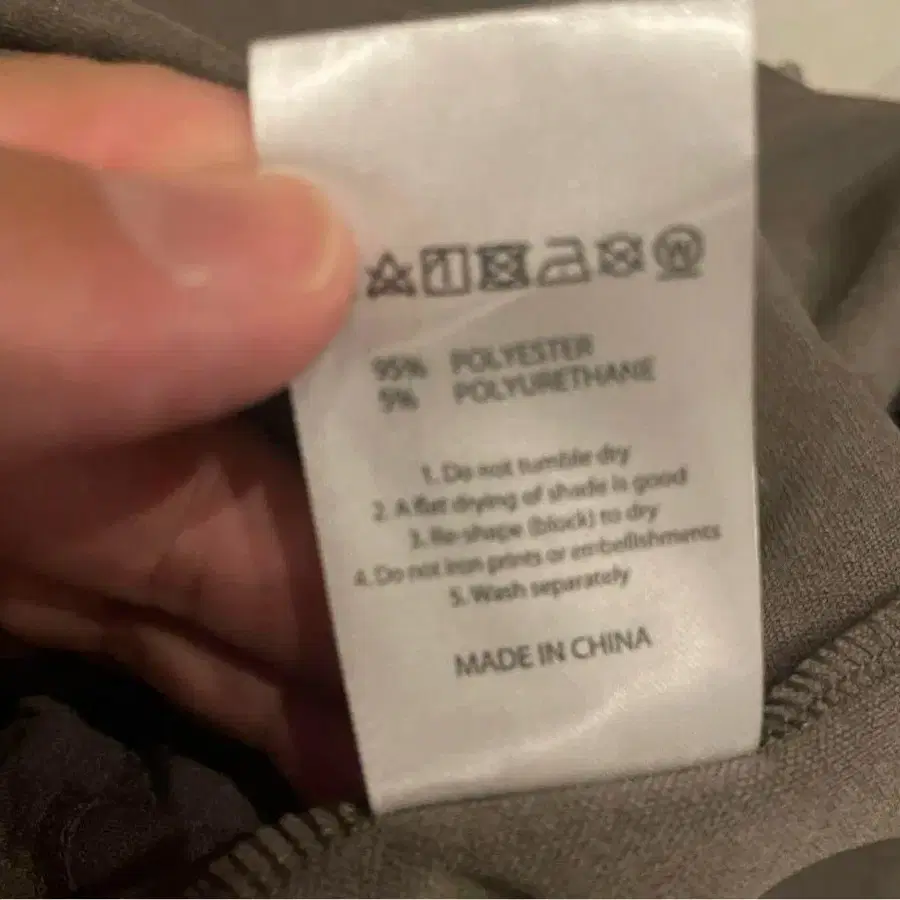 W
95% POLYESTER
5% POLYURETHANE
1. Do not tumble dry
2. A flat drying of shade is good
3. Re-shape (block) to dry
4. Do not iron prints or embellishments
5. Wash separately
MADE IN CHINA